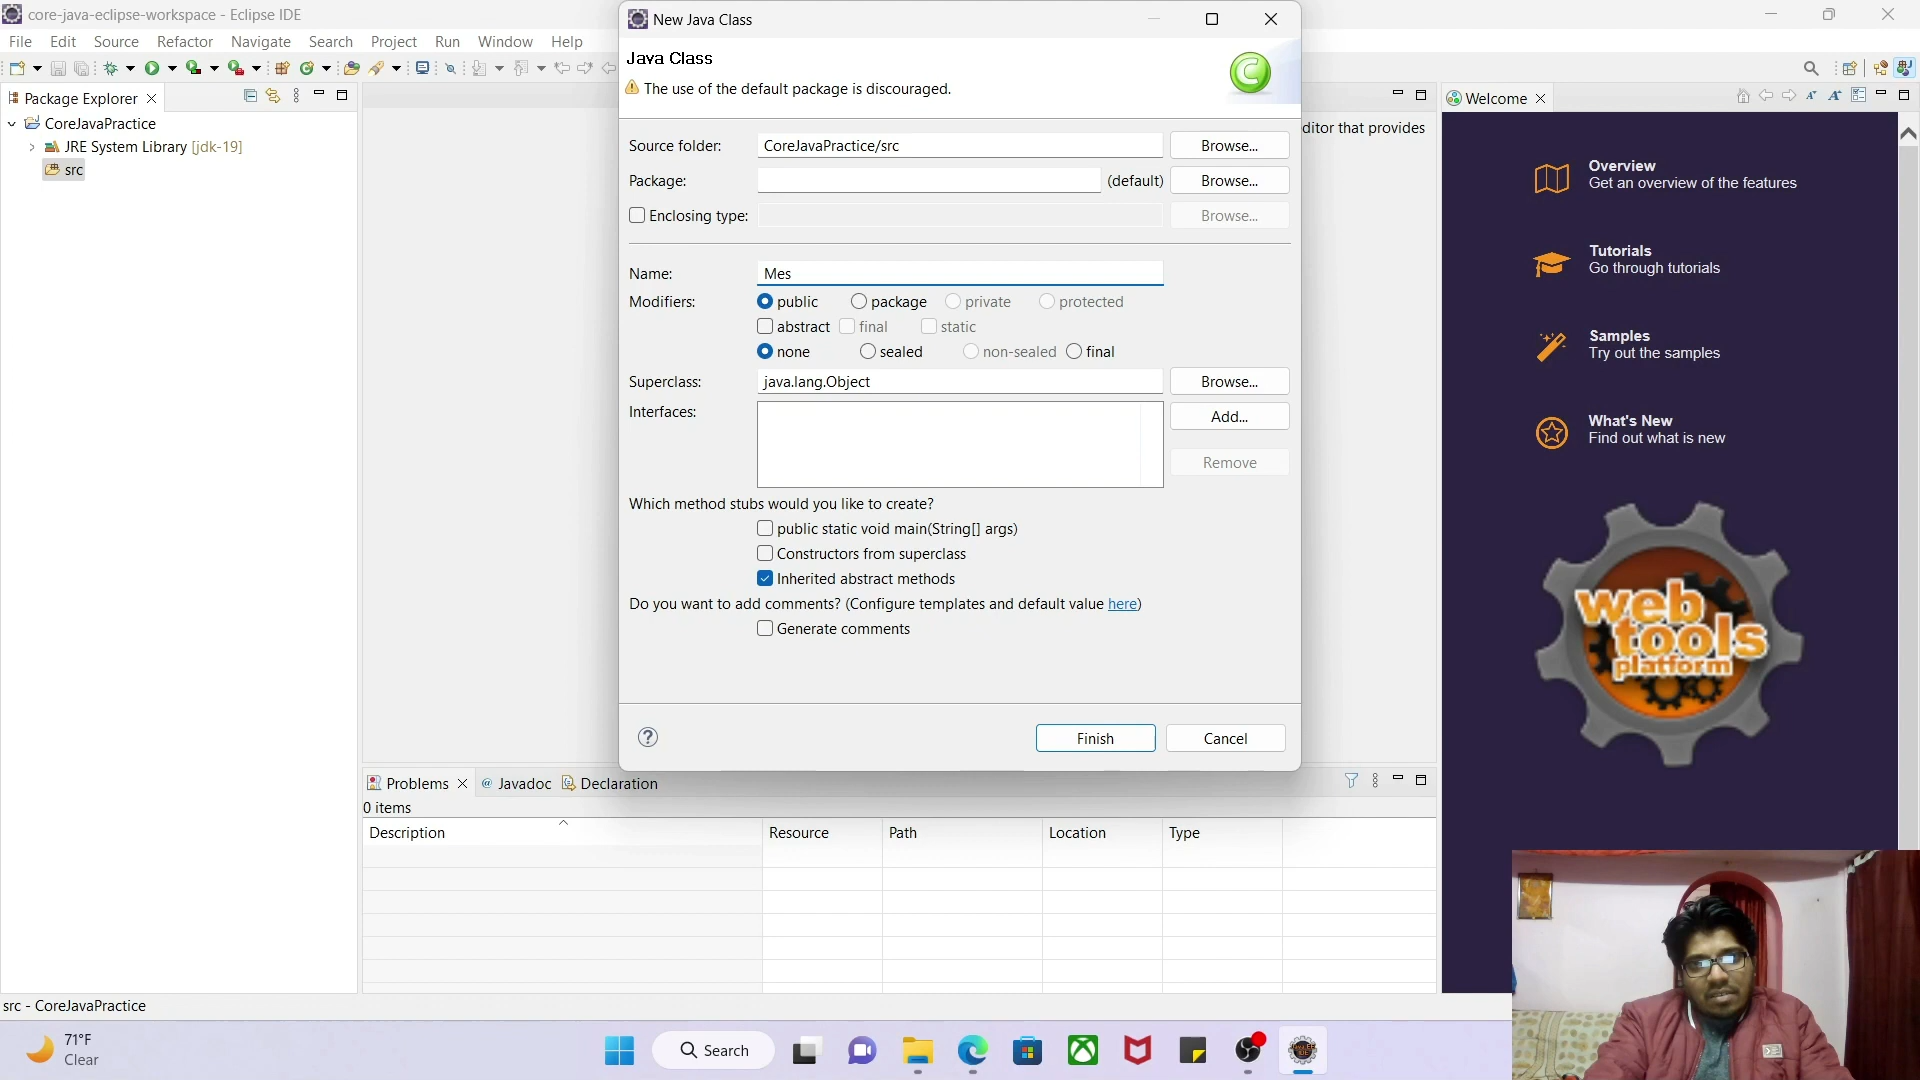 core-java-eclipse-workspace - Eclipse IDE
File Edit Source Refactor Navigate Search Project Run Window Help
Package Explorer
CoreJavaPractice
JRE System Library [jdk-19]
src
New Java Class
Java Class
The use of the default package is discouraged.
Source folder: CoreJavaPractice/src Browse...
Package: (default) Browse...
Enclosing type: Browse...
Name: Mes
Modifiers: public package private protected
abstract final static
none sealed non-sealed final
Superclass: java.lang.Object Browse...
Interfaces: Add...
Remove
Which method stubs would you like to create?
public static void main(String[] args)
Constructors from superclass
Inherited abstract methods
Do you want to add comments? (Configure templates and default value here)
Generate comments
Finish Cancel
ditor that provides
Welcome
Overview
Get an overview of the features
Tutorials
Go through tutorials
Samples
Try out the samples
What's New
Find out what is new
web
tools
platform
Problems @ Javadoc Declaration
0 items
Description Resource Path Location Type
src - CoreJavaPractice
71°F
Clear
Search